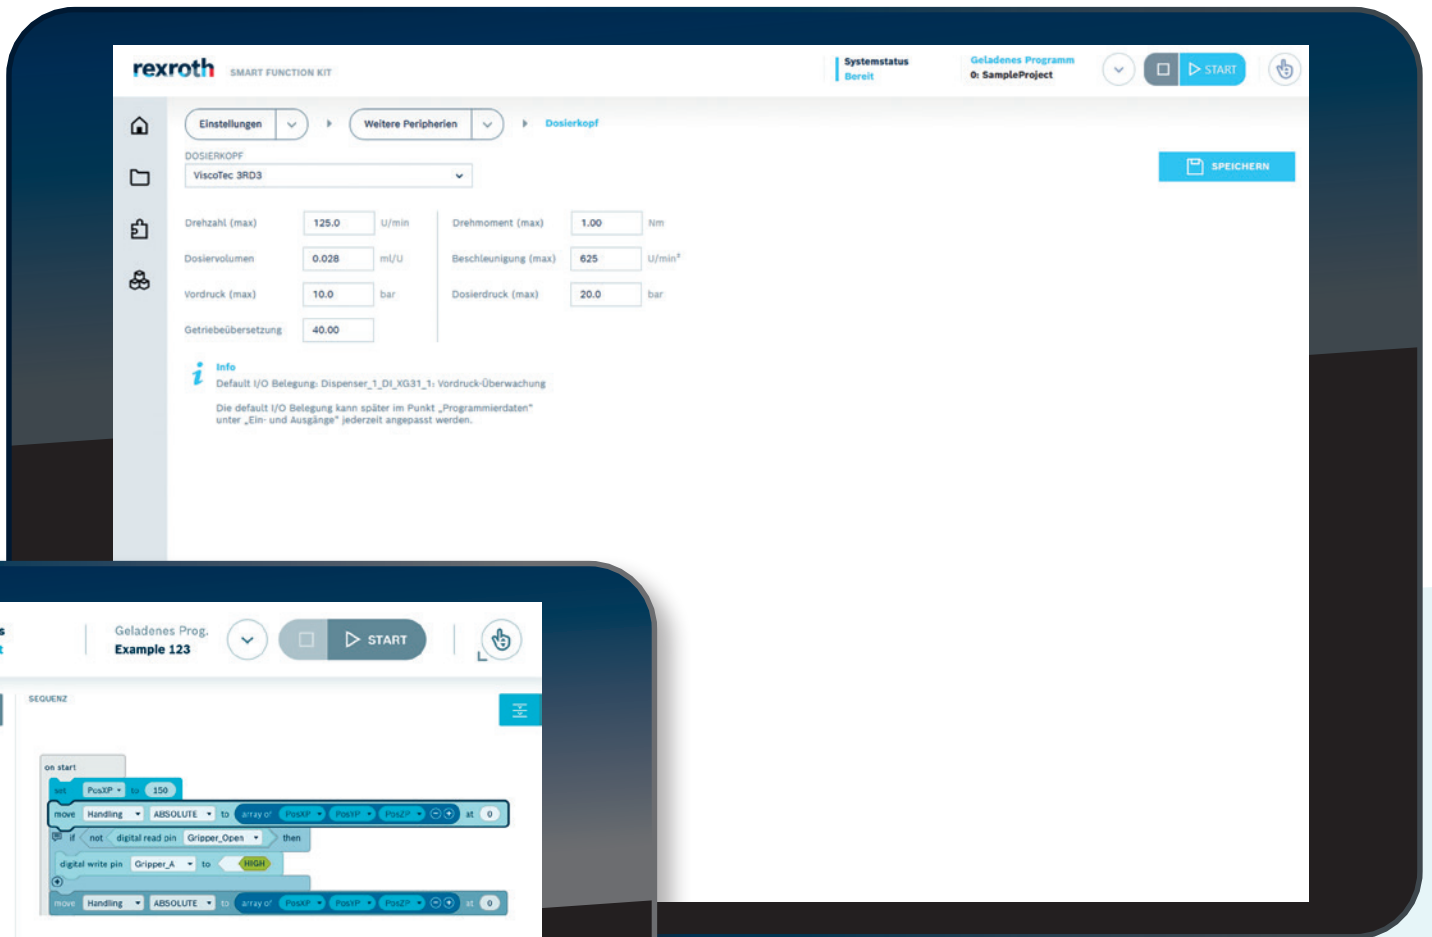 rexroth SMART FUNCTION KIT
Systemstatus
Bereit
Geladenes Programm
0: SampleProject
START
Einstellungen
Weitere Peripherien
Dosierkopf
DOSIERKOPF
ViscoTec 3RD3
SPEICHERN
Drehzahl (max) 125.0 U/min Drehmoment (max) 1.00 Nm
Dosiervolumen 0.028 ml/U Beschleunigung (max) 625 U/min²
Vordruck (max) 10.0 bar Dosierdruck (max) 20.0 bar
Getriebeübersetzung 40.00
i Info
Default I/O Belegung: Dispenser_1_DI_XG31_1: Vordruck-Überwachung
Die default I/O Belegung kann später im Punkt „Programmierdaten“
unter „Ein- und Ausgänge“ jederzeit angepasst werden.
s
t
Geladenes Prog.
Example 123
START
SEQUENZ
on start
set PosXP to 150
move Handling ABSOLUTE to array of PosXP PosYP PosZP at 0
if not digital read pin Gripper_Open then
digital write pin Gripper_A to HIGH
move Handling ABSOLUTE to array of PosXP PosYP PosZP at 0